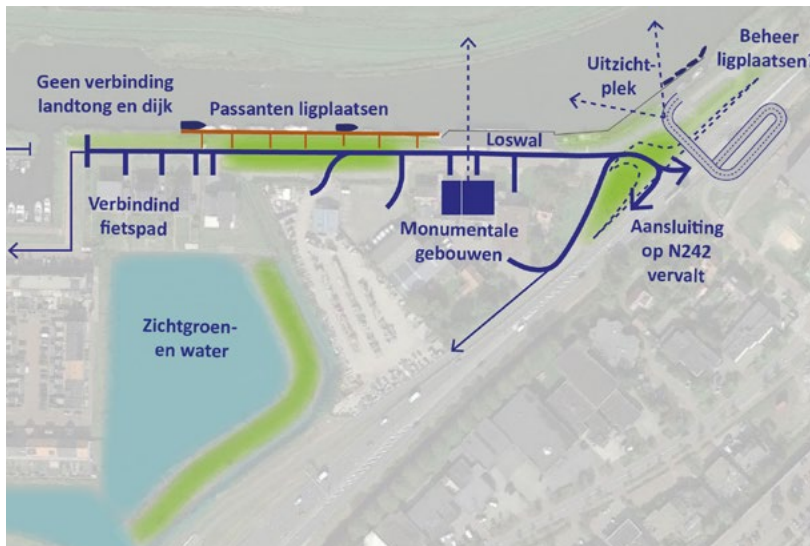 Geen verbinding
landtong en dijk
Passanten ligplaatsen
Uitzicht-
plek
Beheer
ligplaatsen?
Loswal
Verbindind
fietspad
Monumentale
gebouwen
Aansluiting
op N242
vervalt
Zichtgroen-
en water